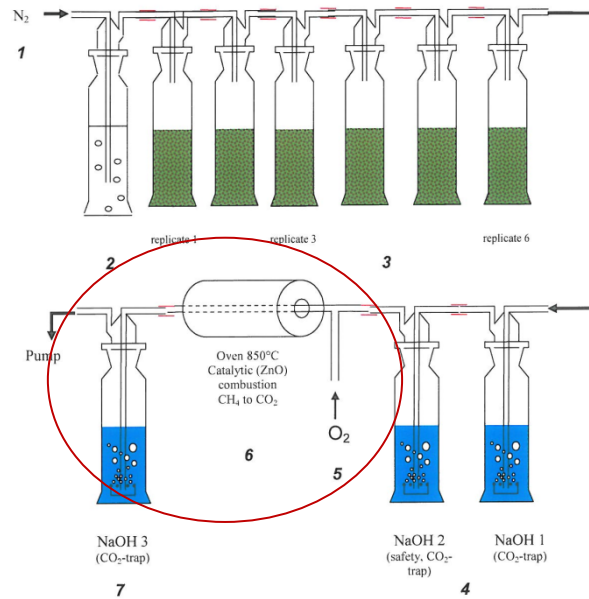 N₂
1
replicate 1
replicate 3
replicate 6
2
3
Pump
Oven 850°C
Catalytic (ZnO)
combustion
CH₄ to CO₂
O₂
6
5
NaOH 3
(CO₂-trap)
NaOH 2
(safety, CO₂-
trap)
NaOH 1
(CO₂-trap)
7
4